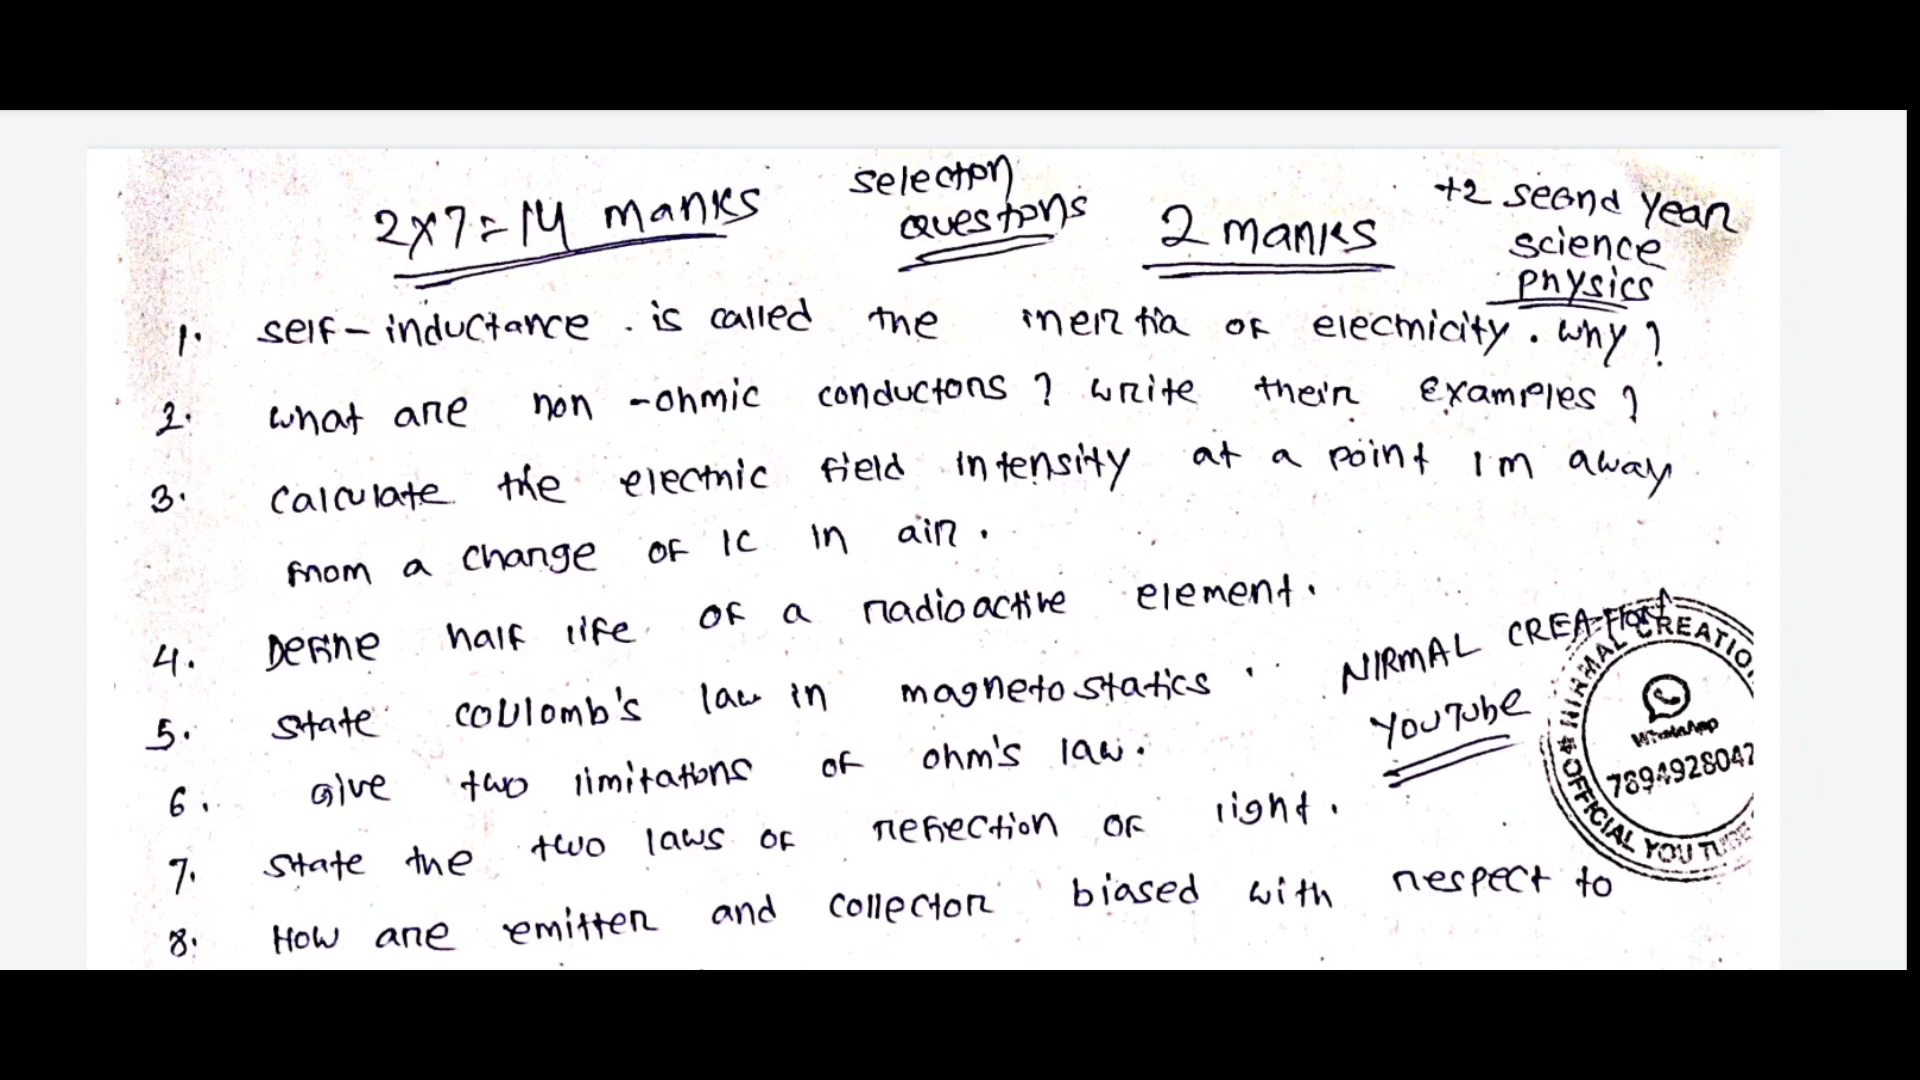 2×7=14 marks
selection questions
2 marks
+2 second year science physics
1. self-inductance. is called the inertia of electricity. why?
2. what are non-ohmic conductors? write their examples?
3. calculate the electric field intensity at a point 1m away
from a charge of 1C in air.
4. Define half life of a radioactive element.
5. state coulomb's law in magnetostatics.
NIRMAL CREATION
YOUTUBE
6. Give two limitations of ohm's law.
7. state the two laws of reflection of light.
8. How are emitter and collector biased with respect to
# NIRMAL CREATION
WhatsApp
7894928047
# OFFICIAL YOU TUBE